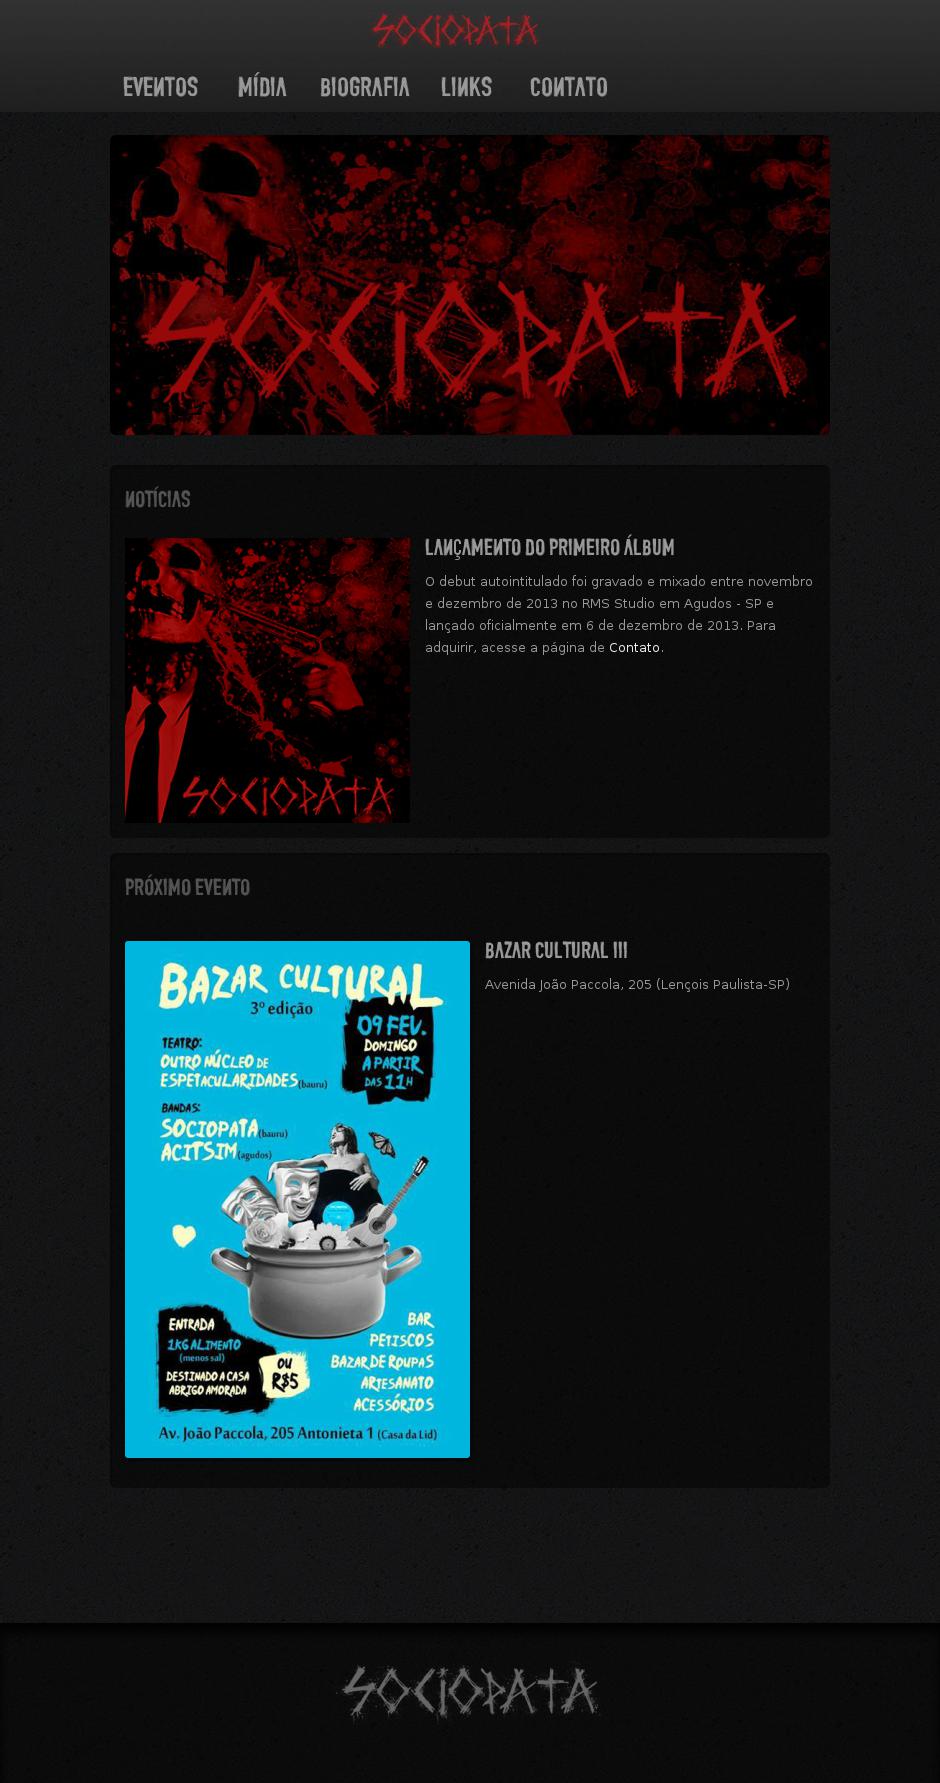 SOCIOPATA
EVENTOS MÍDIA BIOGRAFIA LINKS CONTATO
SOCIOPATA
NOTÍCIAS
SOCIOPATA
LANÇAMENTO DO PRIMEIRO ÁLBUM
O debut autointitulado foi gravado e mixado entre novembro
e dezembro de 2013 no RMS Studio em Agudos - SP e
lançado oficialmente em 6 de dezembro de 2013. Para
adquirir, acesse a página de Contato.
PRÓXIMO EVENTO
BAZAR CULTURAL
3º edição
09 FEV.
DOMINGO
A PARTIR
DAS 11H
TEATRO:
OUTRO NÚCLEO DE
ESPETACULARIDADES (bauru)
BANDAS:
SOCIOPATA (bauru)
ACITSIM (agudos)
ENTRADA
1KG ALIMENTO
(menos sal)
DESTINADO A CASA
ABRIGO AMORADA
OU
R$5
BAR
PETISCOS
BAZAR DE ROUPAS
ARTESANATO
ACESSÓRIOS
Av. João Paccola, 205 Antonieta 1 (Casa da Lid)
BAZAR CULTURAL III
Avenida João Paccola, 205 (Lençois Paulista-SP)
SOCIOPATA